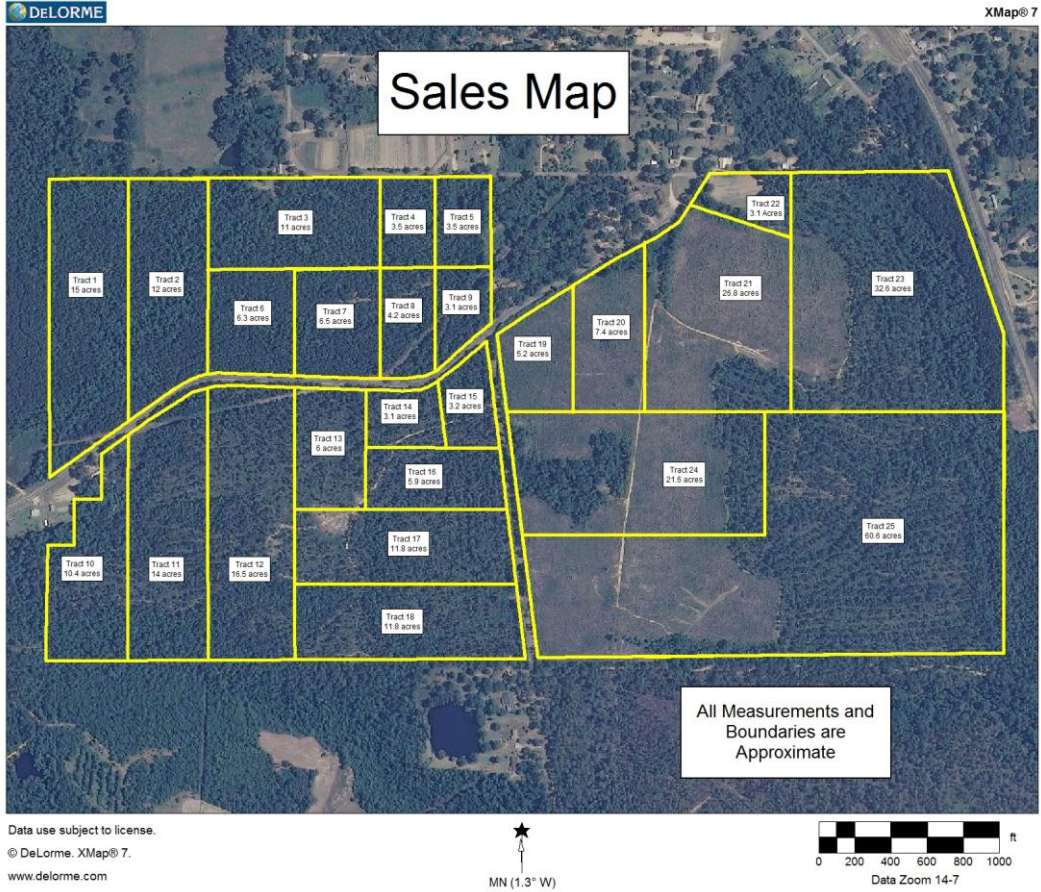 DELORME
XMap® 7
Sales Map
Tract 1
15 acres
Tract 2
12 acres
Tract 3
11 acres
Tract 4
3.5 acres
Tract 5
3.5 acres
Tract 6
6.3 acres
Tract 7
6.5 acres
Tract 8
4.2 acres
Tract 9
3.1 acres
Tract 10
10.4 acres
Tract 11
14 acres
Tract 12
16.5 acres
Tract 13
6 acres
Tract 14
3.1 acres
Tract 15
3.2 acres
Tract 16
5.9 acres
Tract 17
11.8 acres
Tract 18
11.8 acres
Tract 19
5.2 acres
Tract 20
7.4 acres
Tract 21
26.8 acres
Tract 22
3.1 Acres
Tract 23
32.6 acres
Tract 24
21.6 acres
Tract 25
60.6 acres
All Measurements and
Boundaries are
Approximate
Data use subject to license.
© DeLorme. XMap® 7.
www.delorme.com
MN (1.3° W)
ft
0 200 400 600 800 1000
Data Zoom 14-7